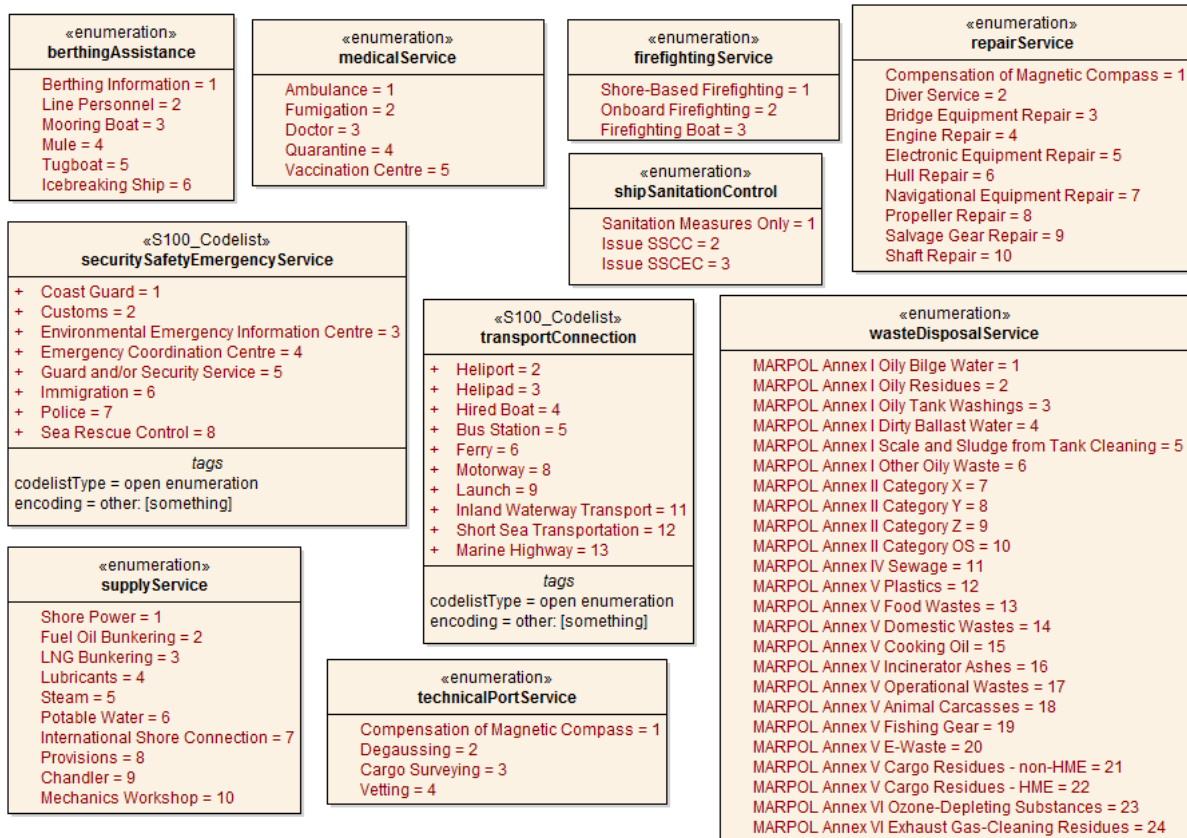 «enumeration»
berthingAssistance
Berthing Information = 1
Line Personnel = 2
Mooring Boat = 3
Mule = 4
Tugboat = 5
Icebreaking Ship = 6
«enumeration»
medicalService
Ambulance = 1
Fumigation = 2
Doctor = 3
Quarantine = 4
Vaccination Centre = 5
«enumeration»
firefightingService
Shore-Based Firefighting = 1
Onboard Firefighting = 2
Firefighting Boat = 3
«enumeration»
repairService
Compensation of Magnetic Compass = 1
Diver Service = 2
Bridge Equipment Repair = 3
Engine Repair = 4
Electronic Equipment Repair = 5
Hull Repair = 6
Navigational Equipment Repair = 7
Propeller Repair = 8
Salvage Gear Repair = 9
Shaft Repair = 10
«enumeration»
shipSanitationControl
Sanitation Measures Only = 1
Issue SSCC = 2
Issue SSCEC = 3
«S100_Codelist»
securitySafetyEmergencyService
+ Coast Guard = 1
+ Customs = 2
+ Environmental Emergency Information Centre = 3
+ Emergency Coordination Centre = 4
+ Guard and/or Security Service = 5
+ Immigration = 6
+ Police = 7
+ Sea Rescue Control = 8
tags
codelistType = open enumeration
encoding = other: [something]
«S100_Codelist»
transportConnection
+ Heliport = 2
+ Helipad = 3
+ Hired Boat = 4
+ Bus Station = 5
+ Ferry = 6
+ Motorway = 8
+ Launch = 9
+ Inland Waterway Transport = 11
+ Short Sea Transportation = 12
+ Marine Highway = 13
tags
codelistType = open enumeration
encoding = other: [something]
«enumeration»
wasteDisposalService
MARPOL Annex I Oily Bilge Water = 1
MARPOL Annex I Oily Residues = 2
MARPOL Annex I Oily Tank Washings = 3
MARPOL Annex I Dirty Ballast Water = 4
MARPOL Annex I Scale and Sludge from Tank Cleaning = 5
MARPOL Annex I Other Oily Waste = 6
MARPOL Annex II Category X = 7
MARPOL Annex II Category Y = 8
MARPOL Annex II Category Z = 9
MARPOL Annex II Category OS = 10
MARPOL Annex IV Sewage = 11
MARPOL Annex V Plastics = 12
MARPOL Annex V Food Wastes = 13
MARPOL Annex V Domestic Wastes = 14
MARPOL Annex V Cooking Oil = 15
MARPOL Annex V Incinerator Ashes = 16
MARPOL Annex V Operational Wastes = 17
MARPOL Annex V Animal Carcasses = 18
MARPOL Annex V Fishing Gear = 19
MARPOL Annex V E-Waste = 20
MARPOL Annex V Cargo Residues - non-HME = 21
MARPOL Annex V Cargo Residues - HME = 22
MARPOL Annex VI Ozone-Depleting Substances = 23
MARPOL Annex VI Exhaust Gas-Cleaning Residues = 24
«enumeration»
supplyService
Shore Power = 1
Fuel Oil Bunkering = 2
LNG Bunkering = 3
Lubricants = 4
Steam = 5
Potable Water = 6
International Shore Connection = 7
Provisions = 8
Chandler = 9
Mechanics Workshop = 10
«enumeration»
technicalPortService
Compensation of Magnetic Compass = 1
Degaussing = 2
Cargo Surveying = 3
Vetting = 4